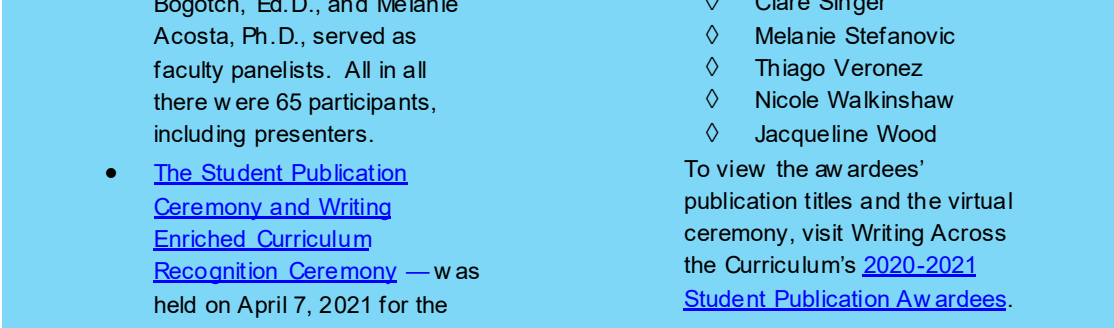 Bogotch, Ed.D., and Melanie
Acosta, Ph.D., served as
faculty panelists. All in all
there were 65 participants,
including presenters.
● The Student Publication
Ceremony and Writing
Enriched Curriculum
Recognition Ceremony — was
held on April 7, 2021 for the
◊ Clare Singer
◊ Melanie Stefanovic
◊ Thiago Veronez
◊ Nicole Walkinshaw
◊ Jacqueline Wood
To view the awardees’
publication titles and the virtual
ceremony, visit Writing Across
the Curriculum’s 2020-2021
Student Publication Awardees.